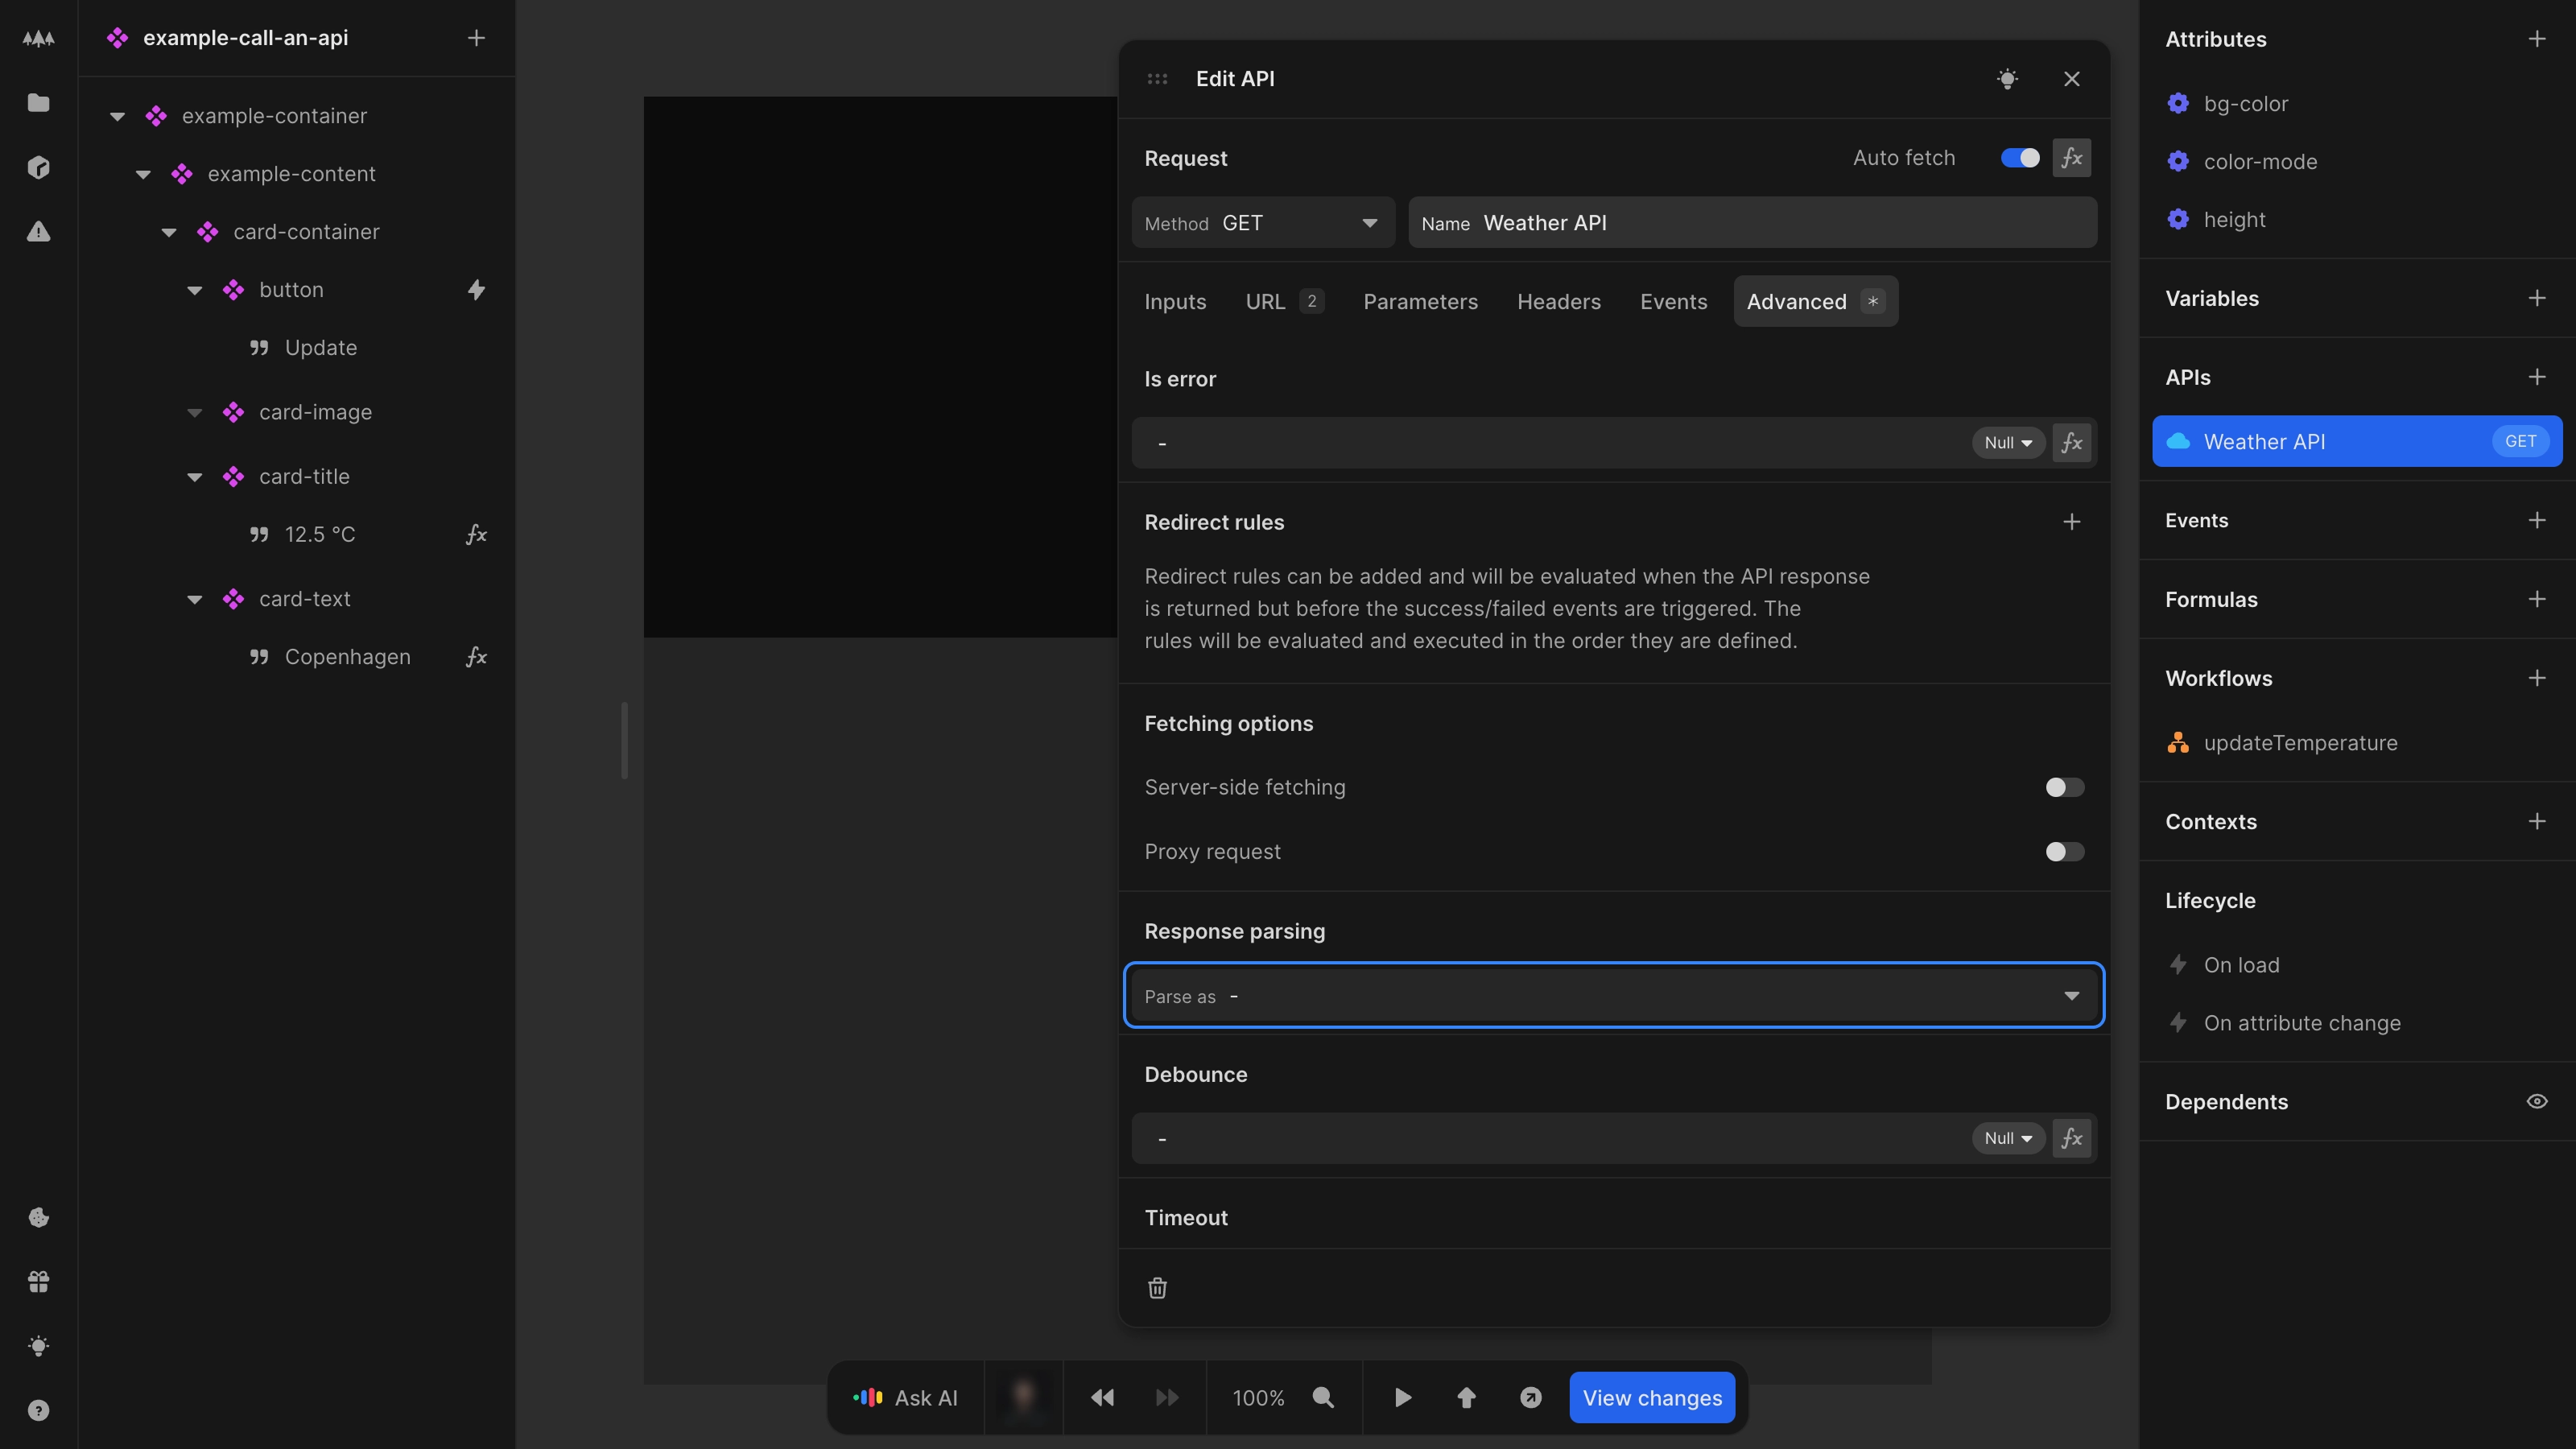 example-call-an-api
example-container
example-content
card-container
button
Update
card-image
card-title
12.5 °C
card-text
Copenhagen
Edit API
Request
Auto fetch
Method GET
Name Weather API
Inputs
URL 2
Parameters
Headers
Events
Advanced *
Is error
-
Null
fx
Redirect rules
Redirect rules can be added and will be evaluated when the API response
is returned but before the success/failed events are triggered. The
rules will be evaluated and executed in the order they are defined.
Fetching options
Server-side fetching
Proxy request
Response parsing
Parse as -
Debounce
-
Null
fx
Timeout
Ask AI
100%
View changes
Attributes
bg-color
color-mode
height
Variables
APIs
Weather API
GET
Events
Formulas
Workflows
updateTemperature
Contexts
Lifecycle
On load
On attribute change
Dependents